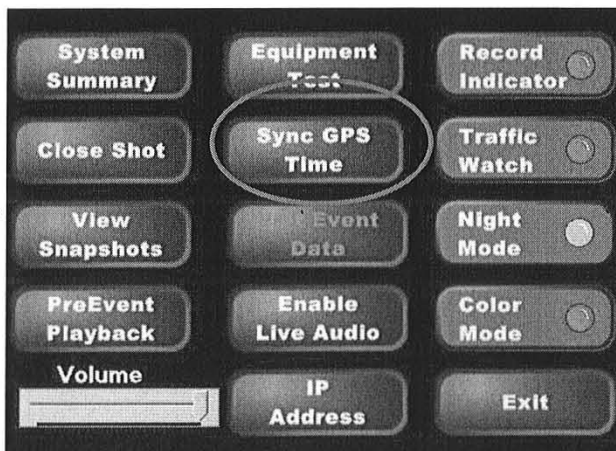 System
Summary
Equipment
Test
Record
Indicator
Close Shot
Sync GPS
Time
Traffic
Watch
View
Snapshots
Event
Data
Night
Mode
PreEvent
Playback
Enable
Live Audio
Color
Mode
Volume
IP
Address
Exit